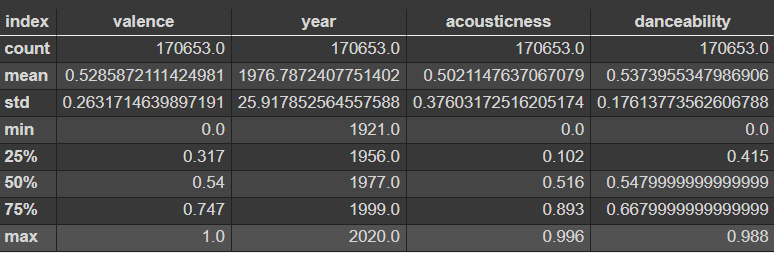 index valence year acousticness danceability
count 170653.0 170653.0 170653.0 170653.0
mean 0.5285872111424981 1976.7872407751402 0.5021147637067079 0.5373955347986906
std 0.2631714639897191 25.917852564557588 0.37603172516205174 0.17613773562606788
min 0.0 1921.0 0.0 0.0
25% 0.317 1956.0 0.102 0.415
50% 0.54 1977.0 0.516 0.5479999999999999
75% 0.747 1999.0 0.893 0.6679999999999999
max 1.0 2020.0 0.996 0.988